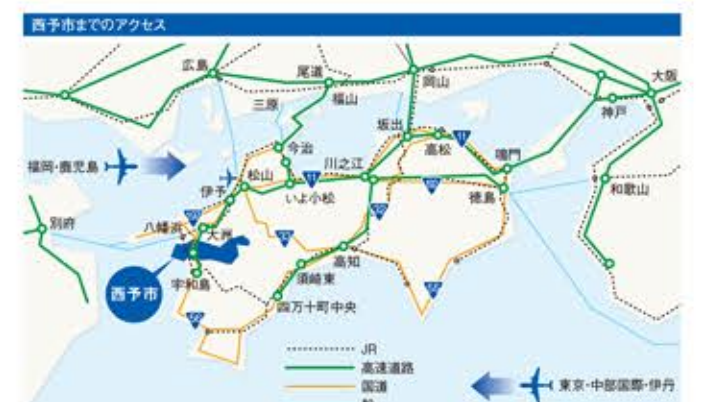 西予市までのアクセス
広島
尾道
福山
岡山
大阪
三原
神戸
坂出
今治
高松
11
鳴門
福岡・鹿児島
松山
川之江
11
伊予
いよ小松
徳島
和歌山
別府
八幡浜
大洲
高知
西予市
宇和島
須崎東
四万十町中央
55
56
JR
高速道路
国道
東京・中部国際・伊丹